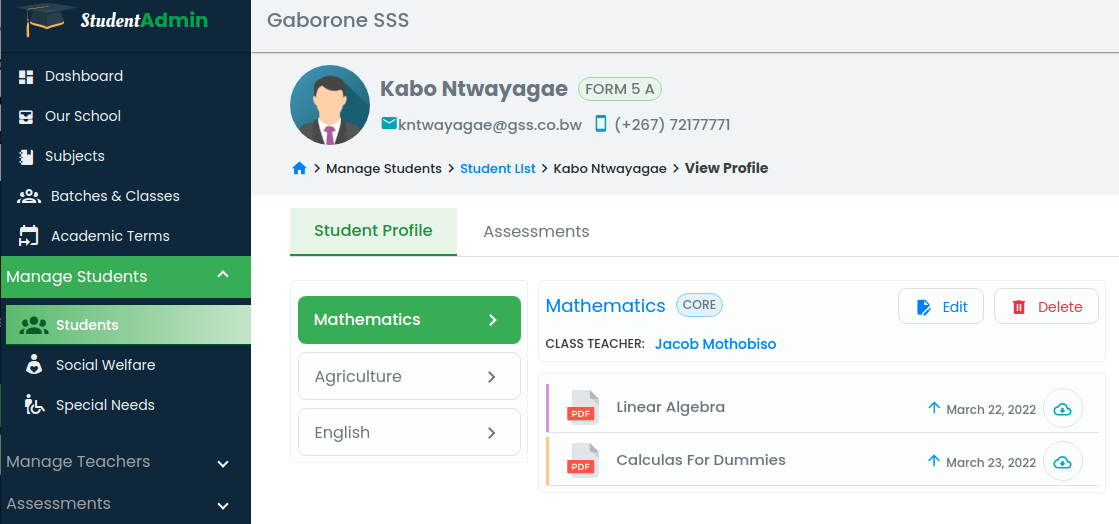 StudentAdmin
Gaborone SSS
Dashboard
Our School
Subjects
Batches & Classes
Academic Terms
Manage Students
Students
Social Welfare
Special Needs
Manage Teachers
Assessments
Kabo Ntwayagae FORM 5 A
kntwayagae@gss.co.bw (+267) 72177771
Manage Students > Student List > Kabo Ntwayagae > View Profile
Student Profile Assessments
Mathematics
Agriculture
English
Mathematics CORE Edit Delete
CLASS TEACHER: Jacob Mothobiso
PDF Linear Algebra March 22, 2022
PDF Calculas For Dummies March 23, 2022